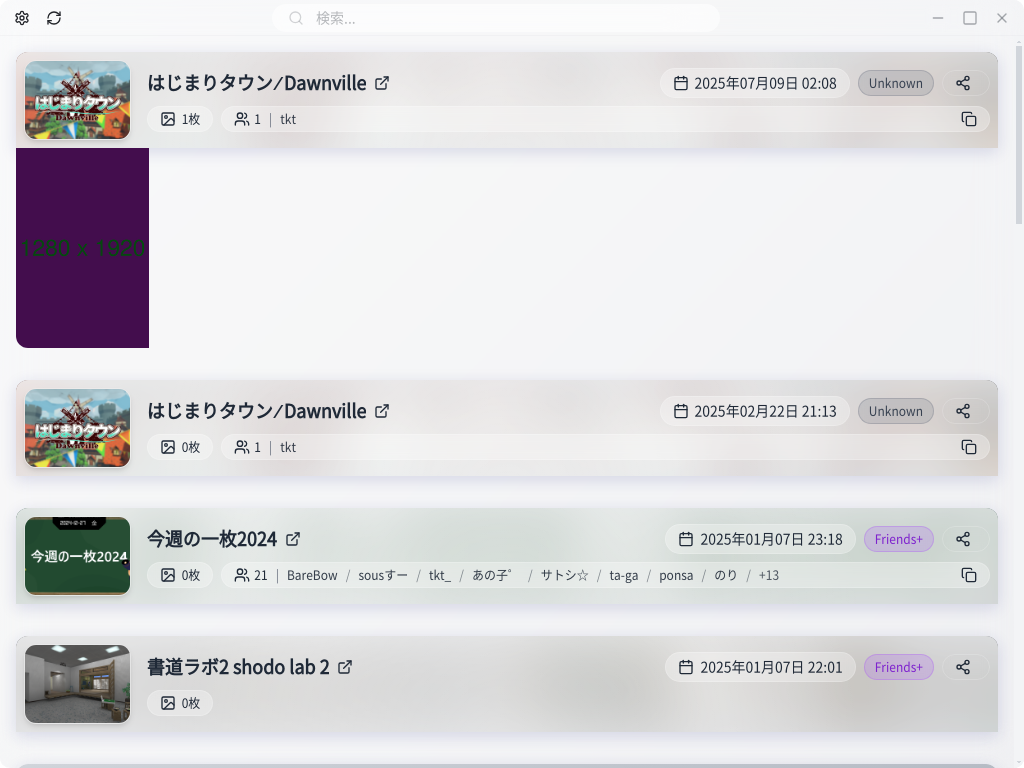 検索...
はじまりタウン
Dawnville
はじまりタウン/Dawnville
2025年07月09日 02:08
Unknown
1枚
1 | tkt
1280 x 1920
はじまりタウン
Dawnville
はじまりタウン/Dawnville
2025年02月22日 21:13
Unknown
0枚
1 | tkt
今週の一枚2024
今週の一枚2024
2025年01月07日 23:18
Friends+
0枚
21 | BareBow / sousすー / tkt_ / あの子゜ / サトシ☆ / ta-ga / ponsa / のり / +13
書道ラボ2 shodo lab 2
2025年01月07日 22:01
Friends+
0枚